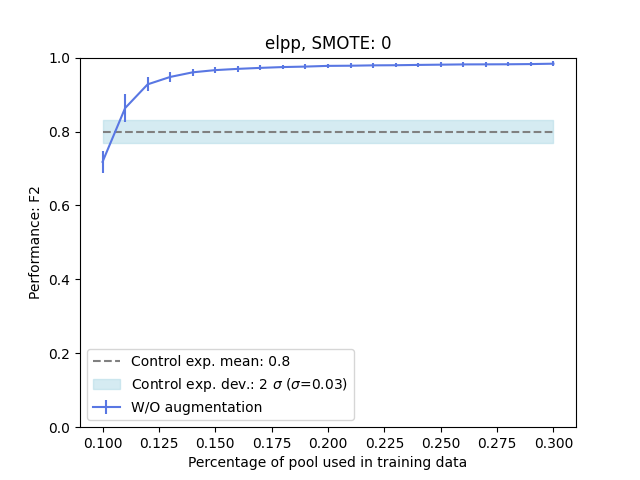 elpp, SMOTE: 0
1.0
0.8
0.6
0.4
0.2
0.0
Performance: F2
Control exp. mean: 0.8
Control exp. dev.: 2 σ (σ=0.03)
W/O augmentation
0.100 0.125 0.150 0.175 0.200 0.225 0.250 0.275 0.300
Percentage of pool used in training data